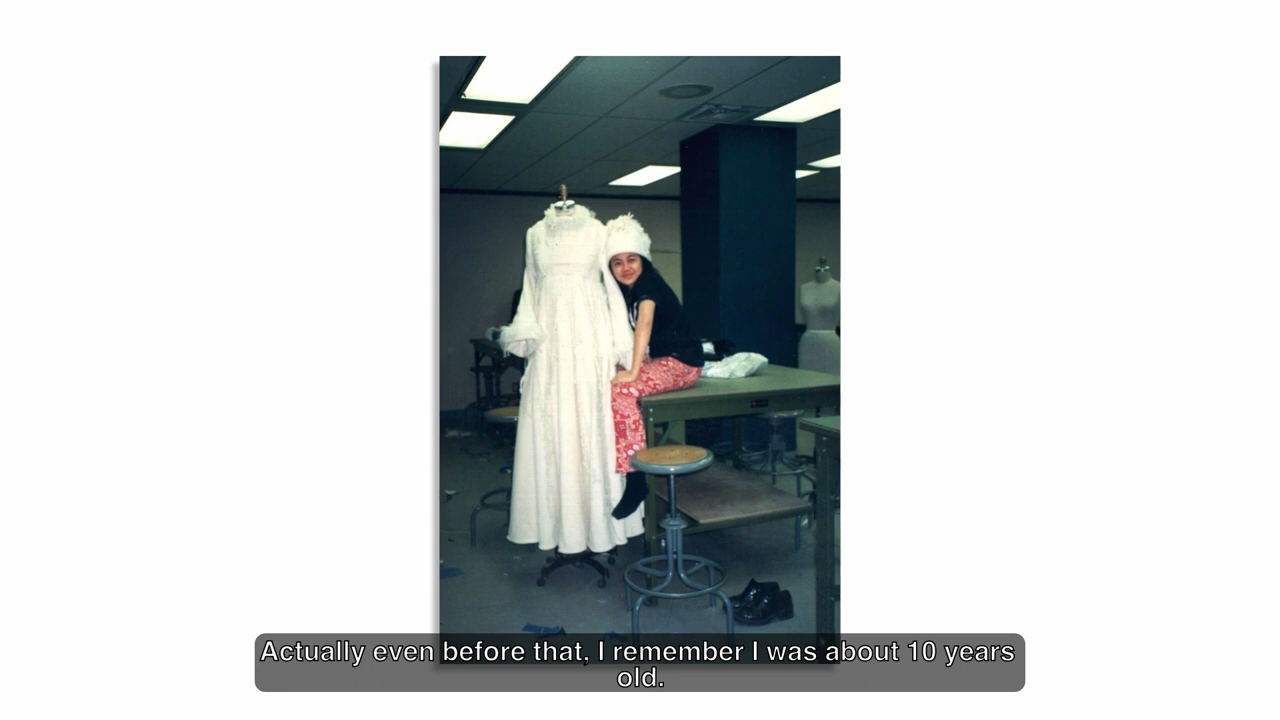 Actually even before that, I remember I was about 10 years
old.